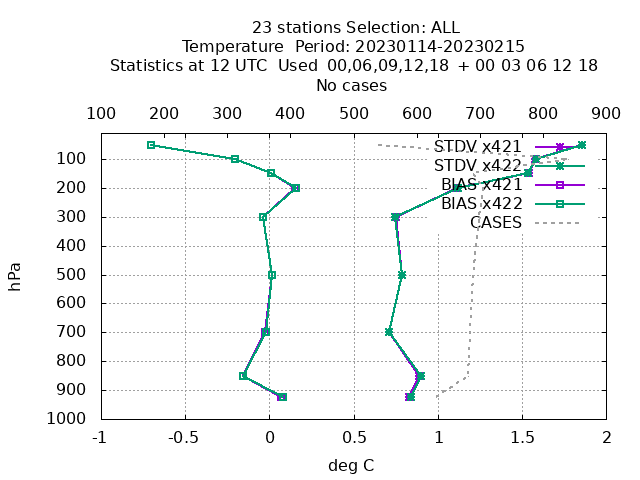 23 stations Selection: ALL
Temperature  Period: 20230114-20230215
Statistics at 12 UTC  Used  00,06,09,12,18  + 00 03 06 12 18
No cases
100 200 300 400 500 600 700 800 900
STDV x421
STDV x422
BIAS x421
BIAS x422
CASES
hPa
100
200
300
400
500
600
700
800
900
1000
-1 -0.5 0 0.5 1 1.5 2
deg C